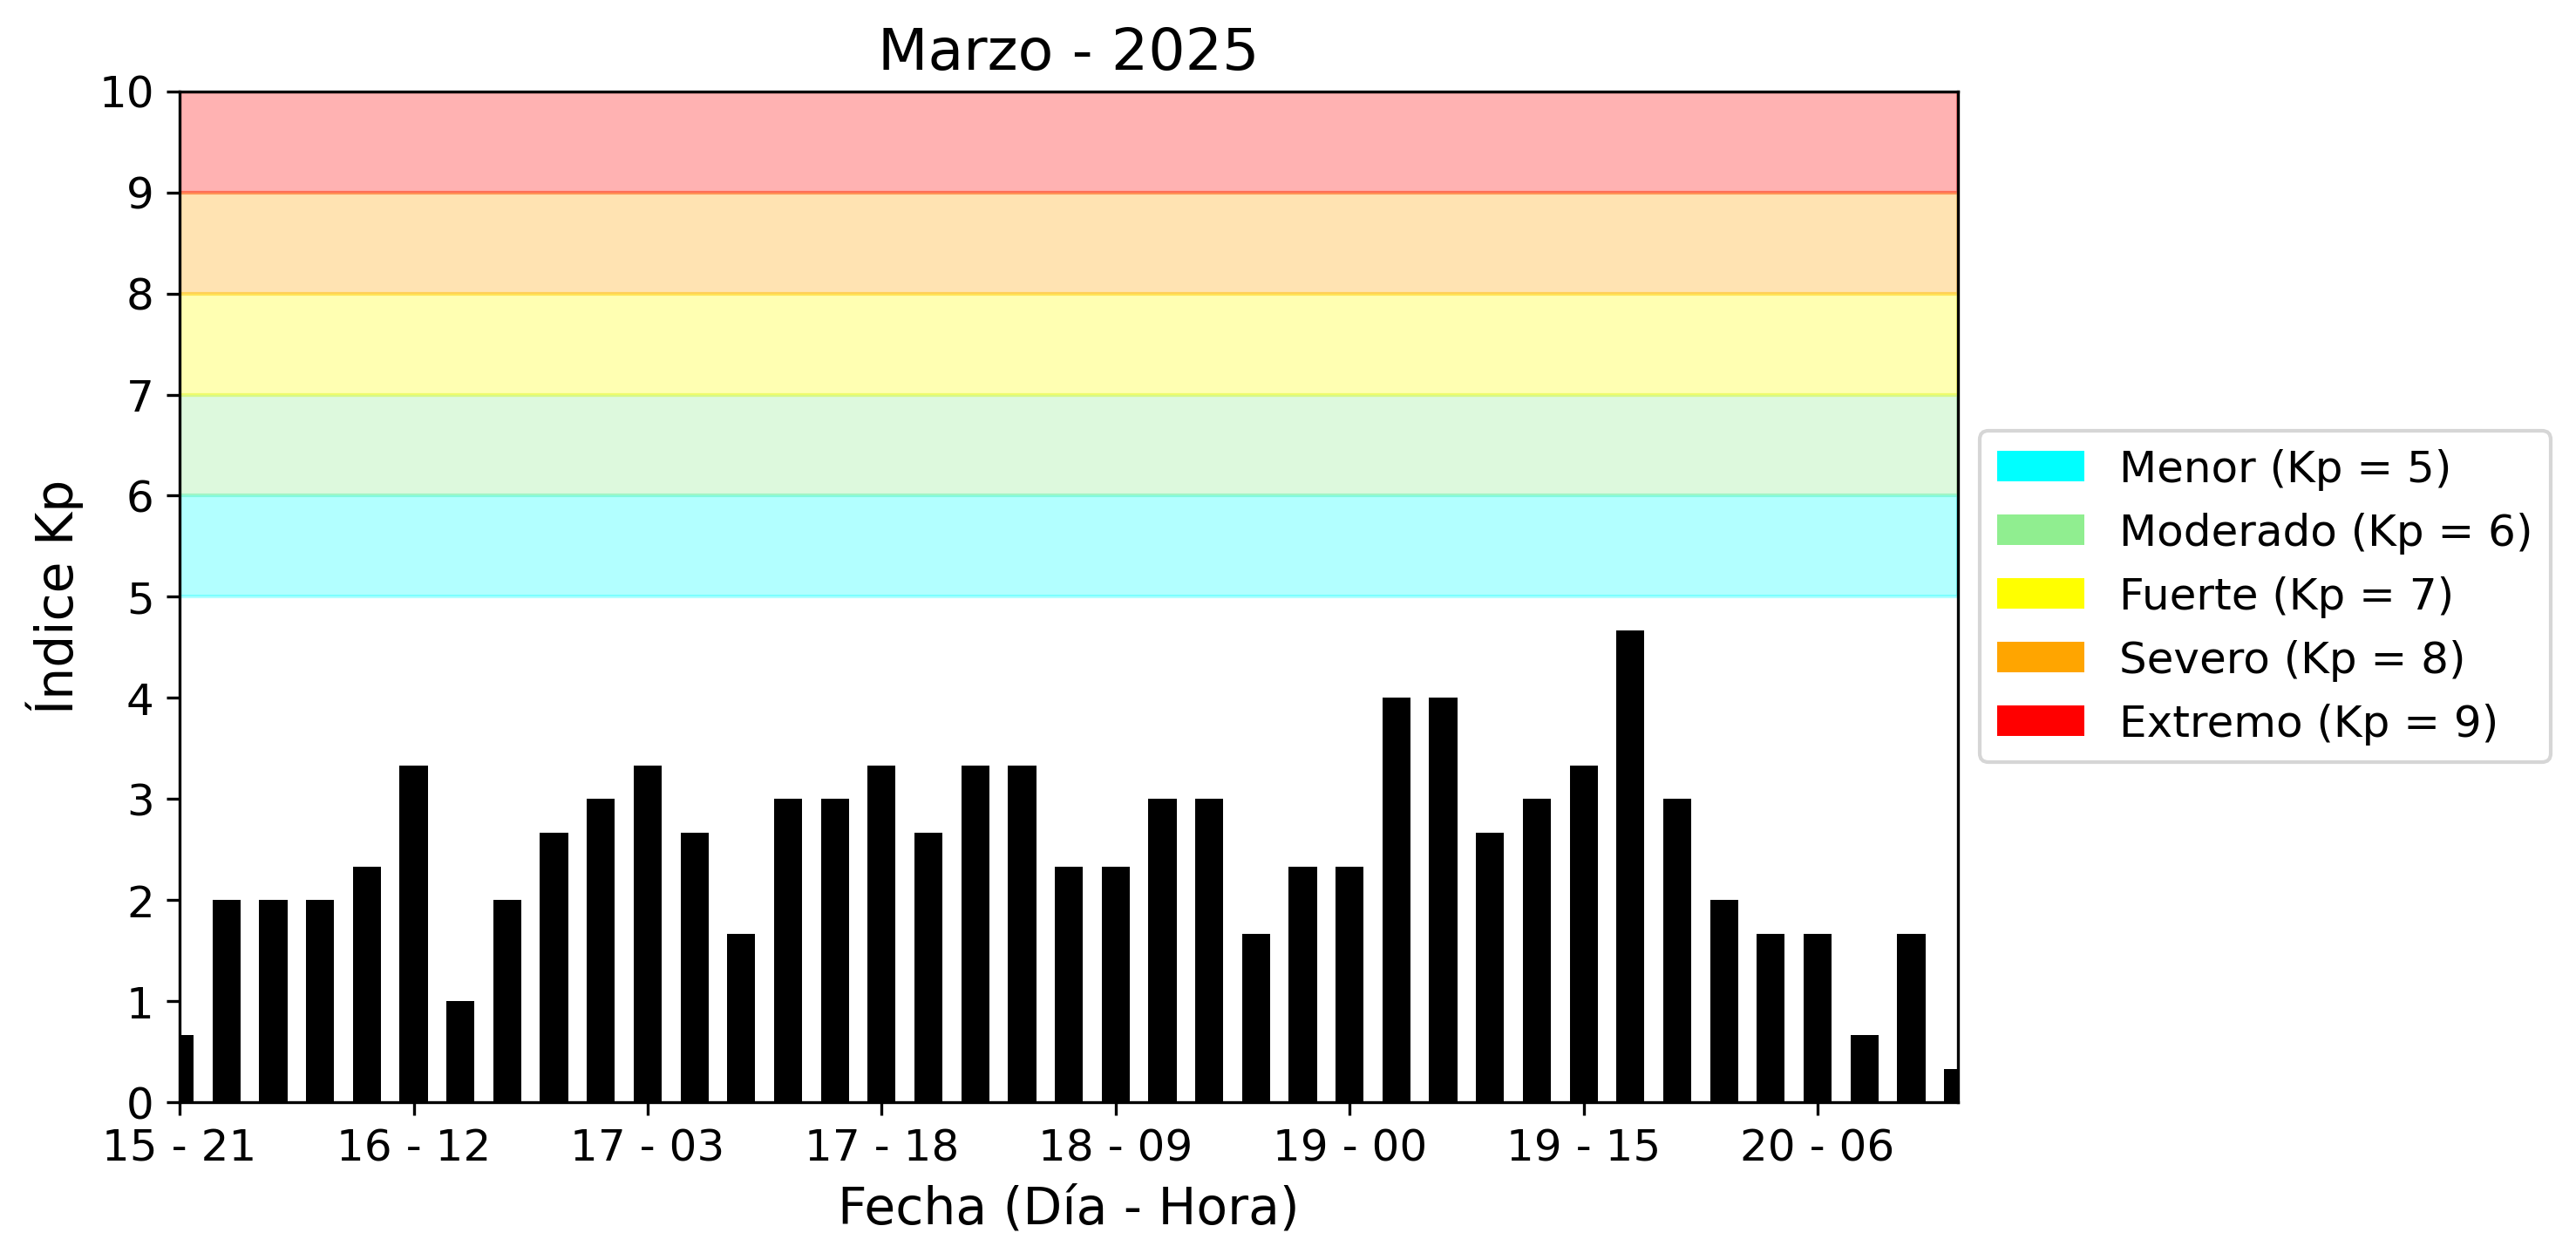 Marzo - 2025
10
9
8
7
6
5
4
3
2
1
0
Índice Kp
15 - 21
16 - 12
17 - 03
17 - 18
18 - 09
19 - 00
19 - 15
20 - 06
Fecha (Día - Hora)
Menor (Kp = 5)
Moderado (Kp = 6)
Fuerte (Kp = 7)
Severo (Kp = 8)
Extremo (Kp = 9)